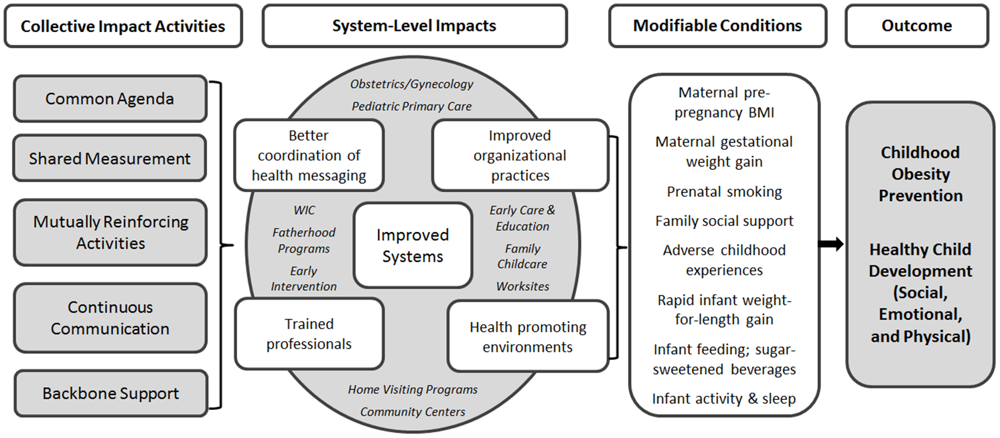 Collective Impact Activities
System-Level Impacts
Modifiable Conditions
Outcome
Common Agenda
Shared Measurement
Mutually Reinforcing
Activities
Continuous
Communication
Backbone Support
Obstetrics/Gynecology
Pediatric Primary Care
Better
coordination of
health messaging
Improved
organizational
practices
WIC
Fatherhood
Programs
Early
Intervention
Improved
Systems
Early Care &
Education
Family
Childcare
Worksites
Trained
professionals
Health promoting
environments
Home Visiting Programs
Community Centers
Maternal pre-
pregnancy BMI
Maternal gestational
weight gain
Prenatal smoking
Family social support
Adverse childhood
experiences
Rapid infant weight-
for-length gain
Infant feeding; sugar-
sweetened beverages
Infant activity & sleep
Childhood
Obesity
Prevention
Healthy Child
Development
(Social,
Emotional,
and Physical)